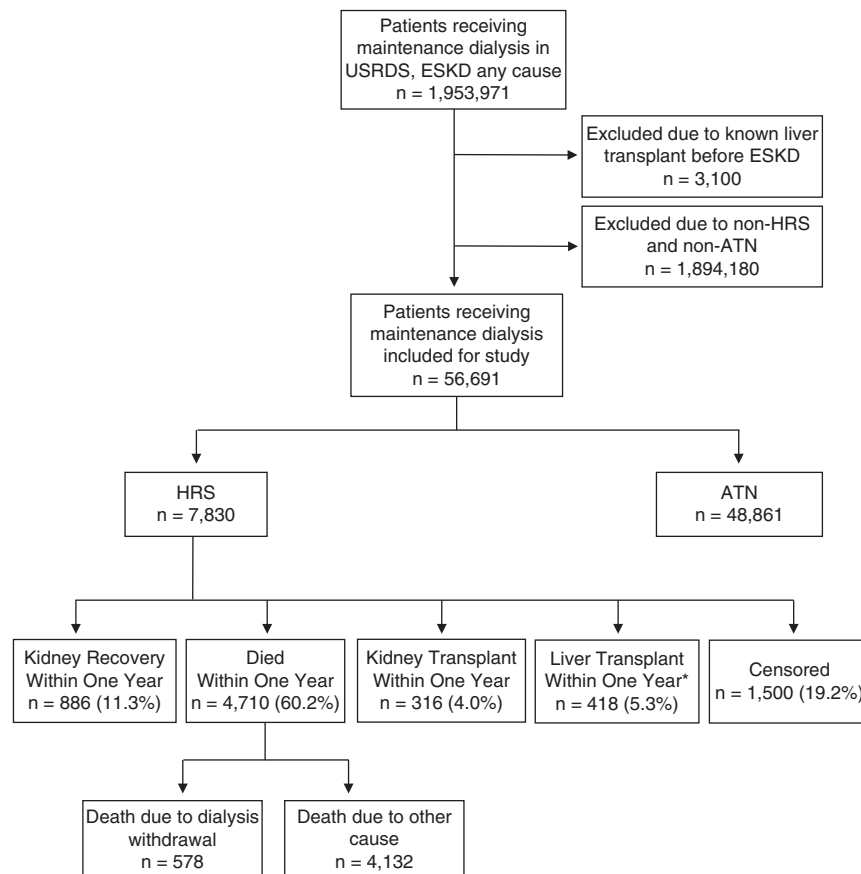 Patients receiving
maintenance dialysis in
USRDS, ESKD any cause
n = 1,953,971
Excluded due to known liver
transplant before ESKD
n = 3,100
Excluded due to non-HRS
and non-ATN
n = 1,894,180
Patients receiving
maintenance dialysis
included for study
n = 56,691
HRS
n = 7,830
ATN
n = 48,861
Kidney Recovery
Within One Year
n = 886 (11.3%)
Died
Within One Year
n = 4,710 (60.2%)
Kidney Transplant
Within One Year
n = 316 (4.0%)
Liver Transplant
Within One Year*
n = 418 (5.3%)
Censored
n = 1,500 (19.2%)
Death due to dialysis
withdrawal
n = 578
Death due to other
cause
n = 4,132